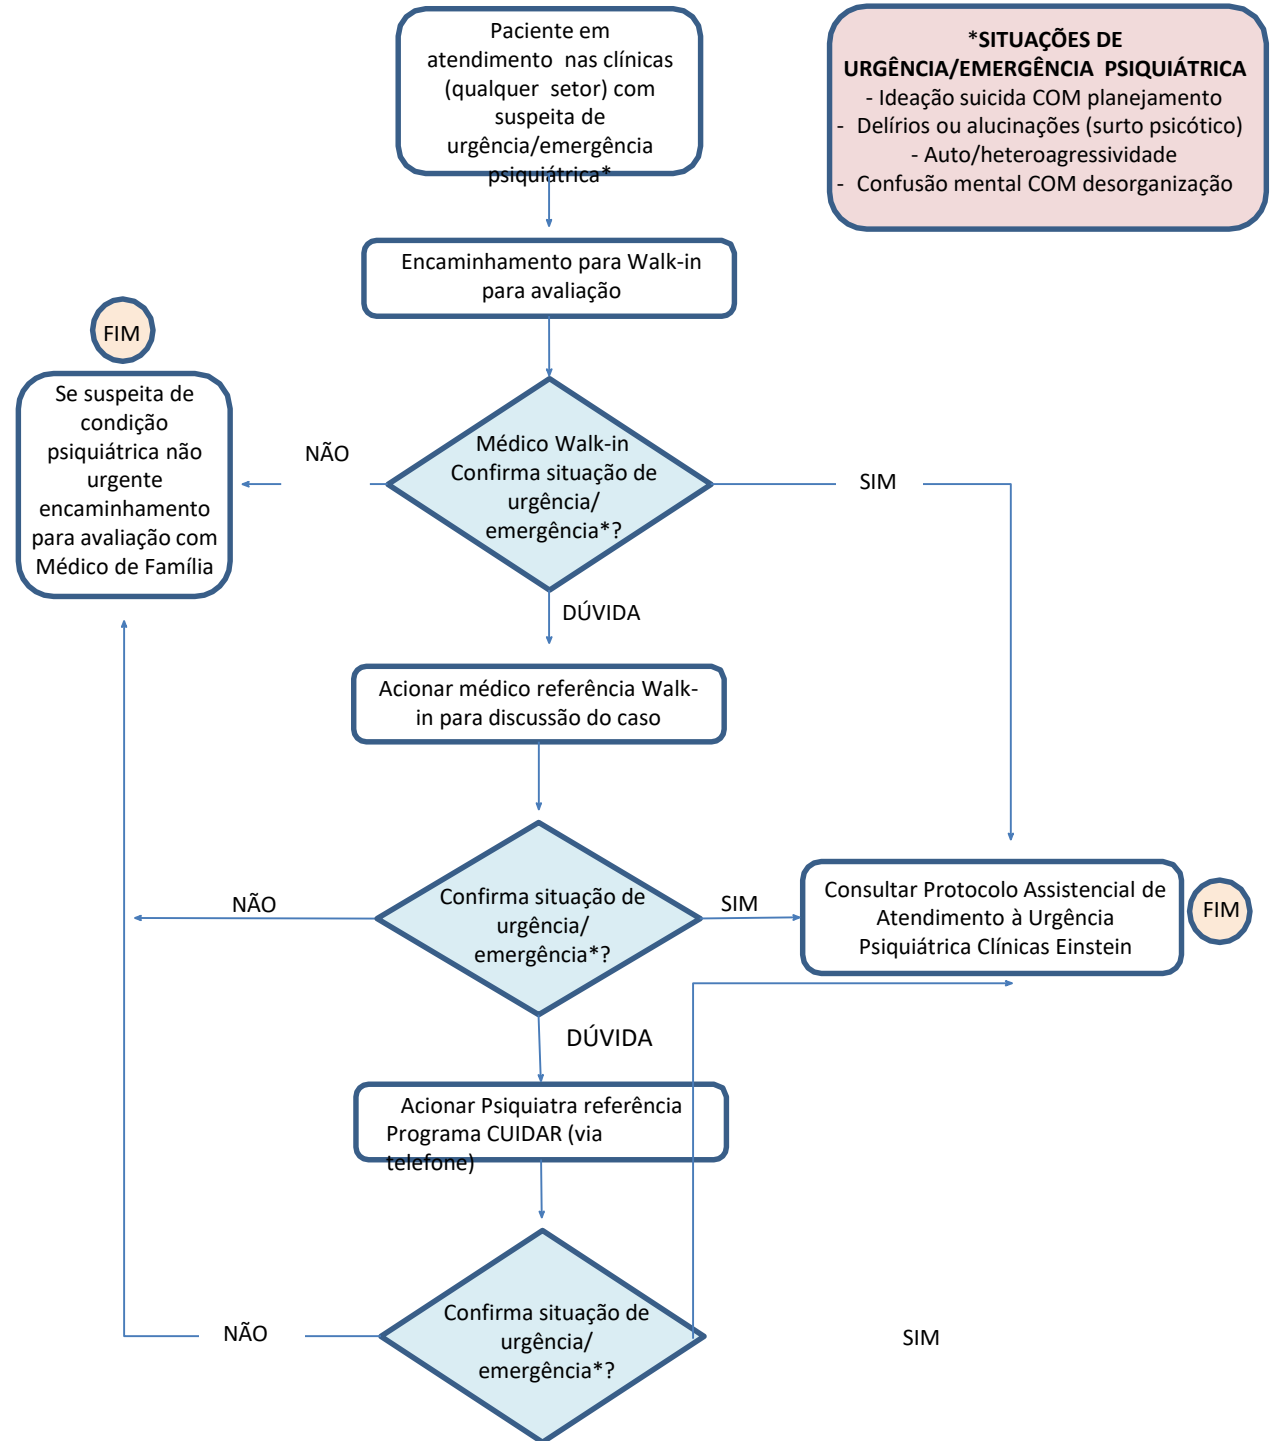 Paciente em
atendimento nas clínicas
(qualquer setor) com
suspeita de
urgência/emergência
psiquiátrica*
*SITUAÇÕES DE
URGÊNCIA/EMERGÊNCIA PSIQUIÁTRICA
- Ideação suicida COM planejamento
- Delírios ou alucinações (surto psicótico)
- Auto/heteroagressividade
- Confusão mental COM desorganização
Encaminhamento para Walk-in
para avaliação
FIM
Se suspeita de
condição
psiquiátrica não
urgente
encaminhamento
para avaliação com
Médico de Família
NÃO
Médico Walk-in
Confirma situação de
urgência/
emergência*?
SIM
DÚVIDA
Acionar médico referência Walk-
in para discussão do caso
NÃO
Confirma situação de
urgência/
emergência*?
SIM
Consultar Protocolo Assistencial de
Atendimento à Urgência
Psiquiátrica Clínicas Einstein
FIM
DÚVIDA
Acionar Psiquiatra referência
Programa CUIDAR (via
telefone)
NÃO
Confirma situação de
urgência/
emergência*?
SIM